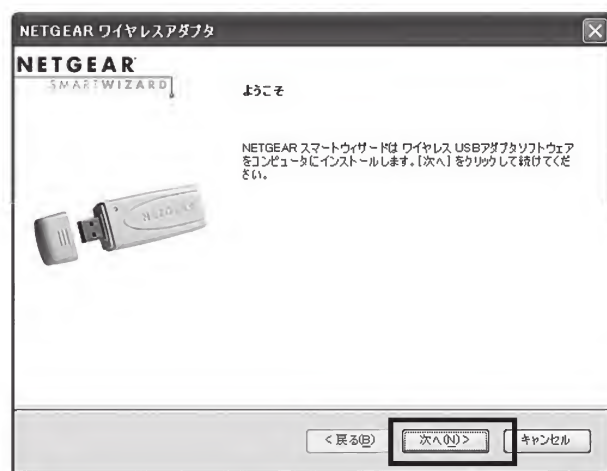 NETGEAR ワイヤレスアダプタ
NETGEAR
SMARTWIZARD
ようこそ
NETGEAR スマートウィザードは ワイヤレス USBアダプタソフトウェア
をコンピュータにインストールします。[次へ] をクリックして続けてくだ
さい。
NETGEAR
<戻る(B)
次へ(N)>
キャンセル